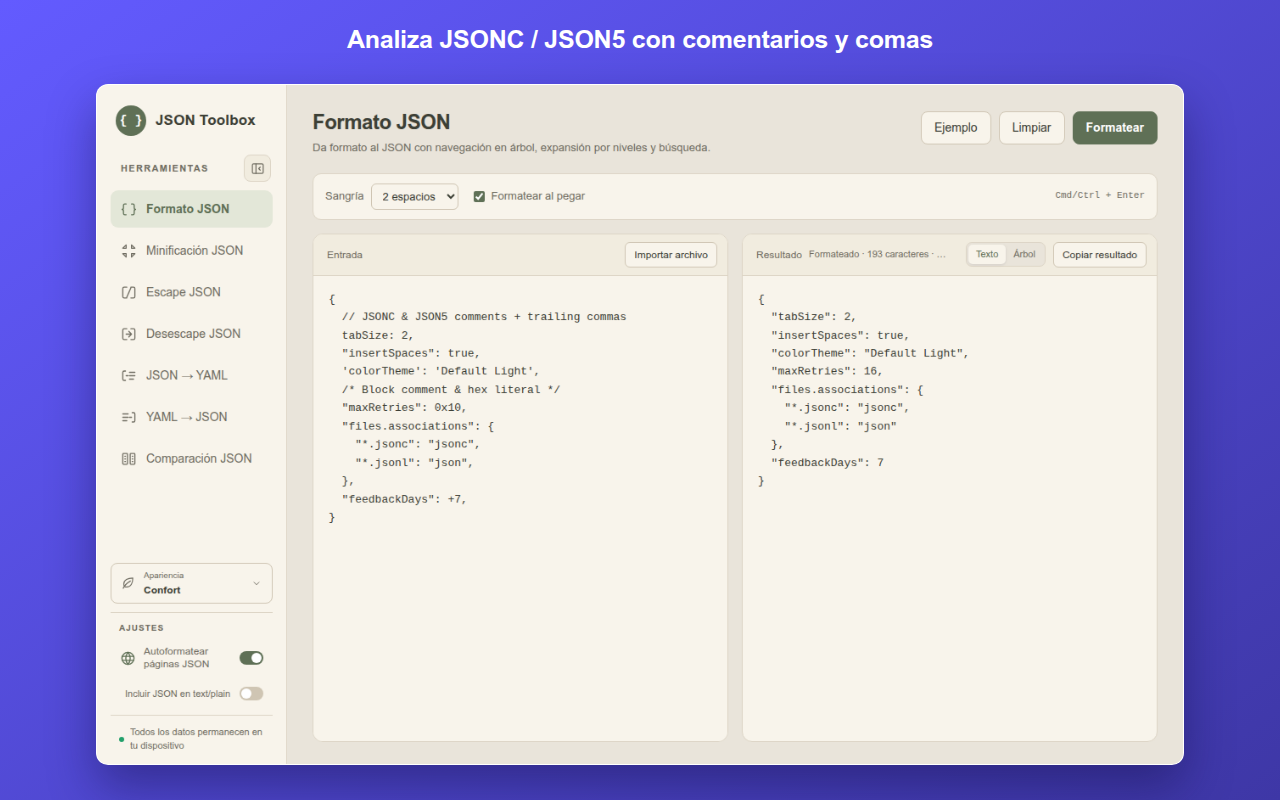 Analiza JSONC / JSON5 con comentarios y comas
{ } JSON Toolbox
HERRAMIENTAS
Formato JSON
Minificación JSON
Escape JSON
Desescape JSON
JSON → YAML
YAML → JSON
Comparación JSON
Apariencia
Confort
AJUSTES
Autoformatear
páginas JSON
Incluir JSON en text/plain
Todos los datos permanecen en
tu dispositivo
Formato JSON
Da formato al JSON con navegación en árbol, expansión por niveles y búsqueda.
Ejemplo
Limpiar
Formatear
Sangría
2 espacios
Formatear al pegar
Cmd/Ctrl + Enter
Entrada
Importar archivo
{
  // JSONC & JSON5 comments + trailing commas
  tabSize: 2,
  "insertSpaces": true,
  'colorTheme': 'Default Light',
  /* Block comment & hex literal */
  "maxRetries": 0x10,
  "files.associations": {
    "*.jsonc": "jsonc",
    "*.jsonl": "json",
  },
  "feedbackDays": +7,
}
Resultado
Formateado · 193 caracteres · ...
Texto
Árbol
Copiar resultado
{
  "tabSize": 2,
  "insertSpaces": true,
  "colorTheme": "Default Light",
  "maxRetries": 16,
  "files.associations": {
    "*.jsonc": "jsonc",
    "*.jsonl": "json"
  },
  "feedbackDays": 7
}